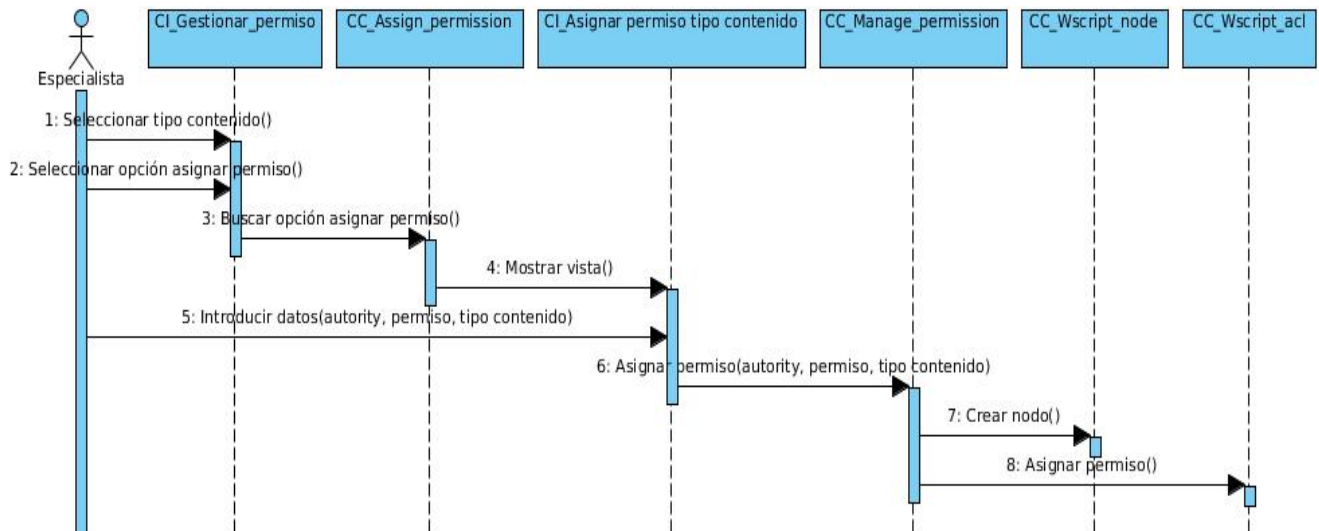 CI_Gestionar_permiso
CC_Assign_permission
CI_Asignar permiso tipo contenido
CC_Manage_permission
CC_Wscript_node
CC_Wscript_acl
Especialista
1: Seleccionar tipo contenido()
2: Seleccionar opción asignar permiso()
3: Buscar opción asignar permiso()
4: Mostrar vista()
5: Introducir datos(autority, permiso, tipo contenido)
6: Asignar permiso(autority, permiso, tipo contenido)
7: Crear nodo()
8: Asignar permiso()